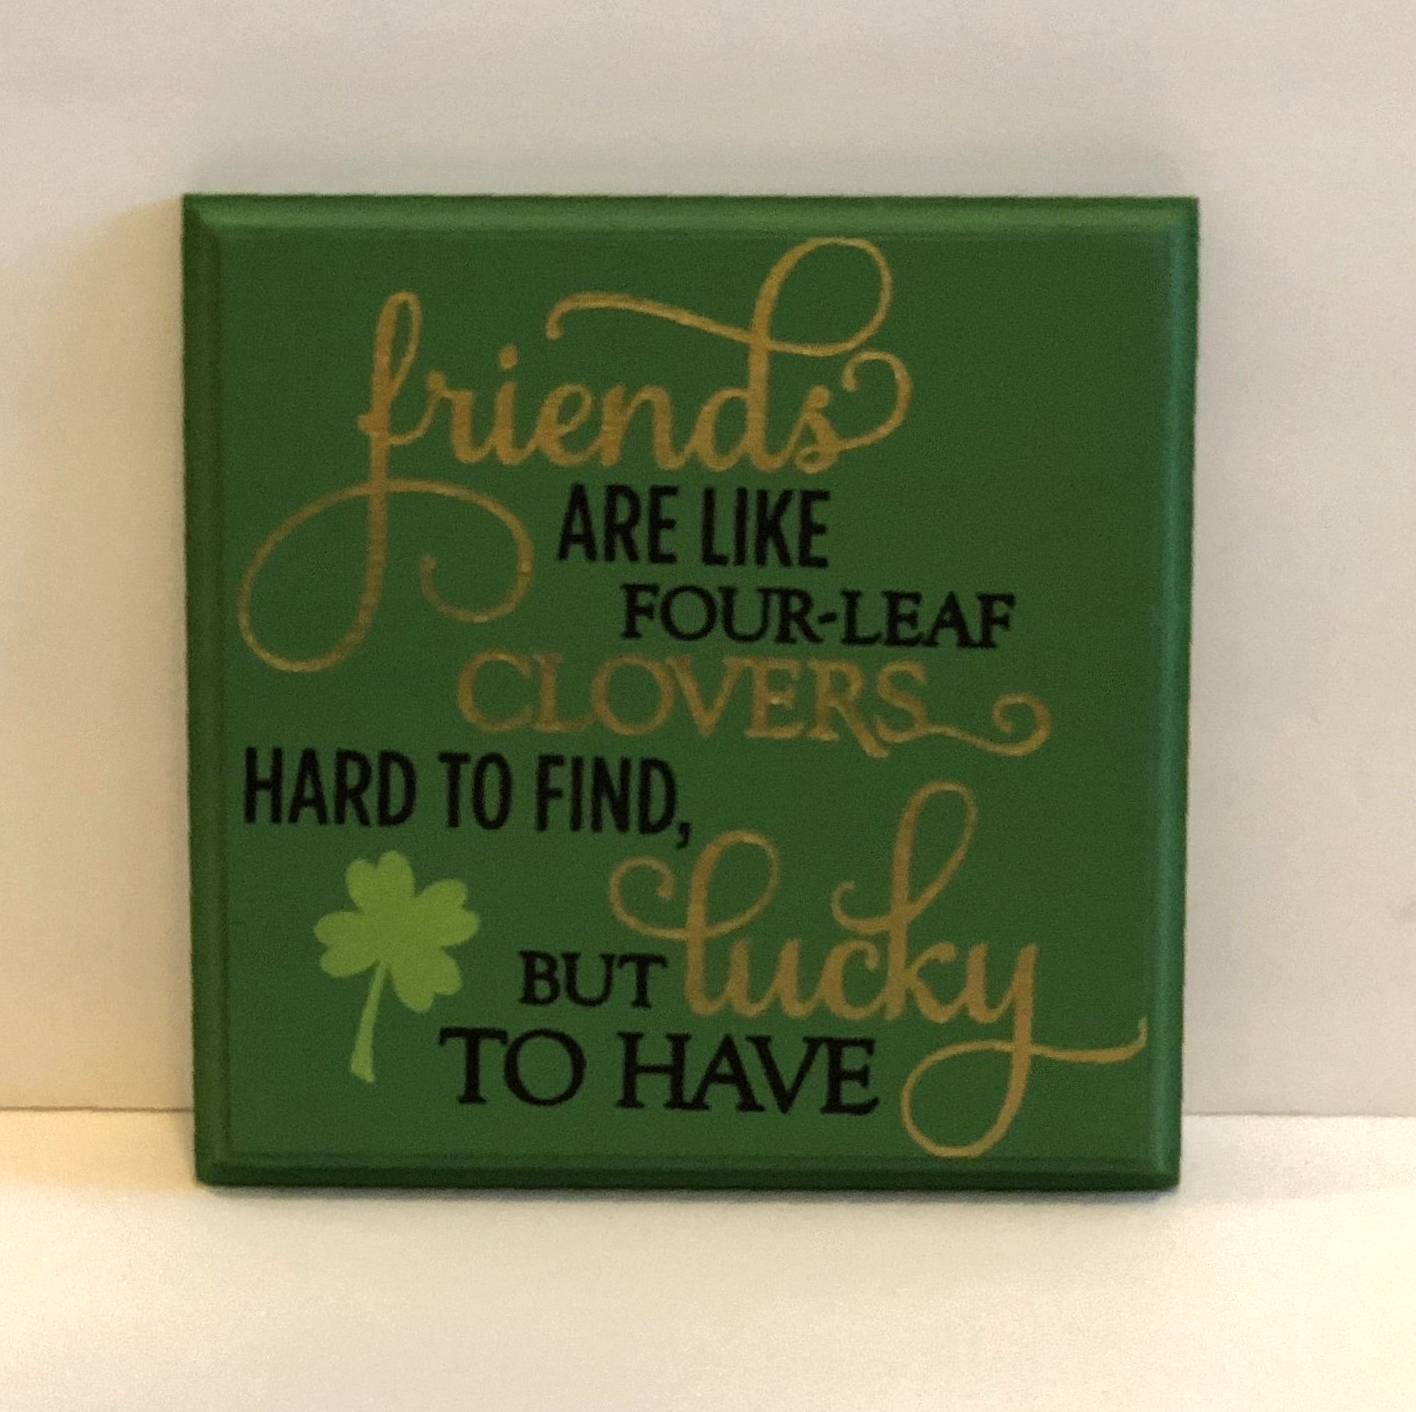 friends
ARE LIKE
FOUR-LEAF
CLOVERS
HARD TO FIND,
BUT lucky
TO HAVE